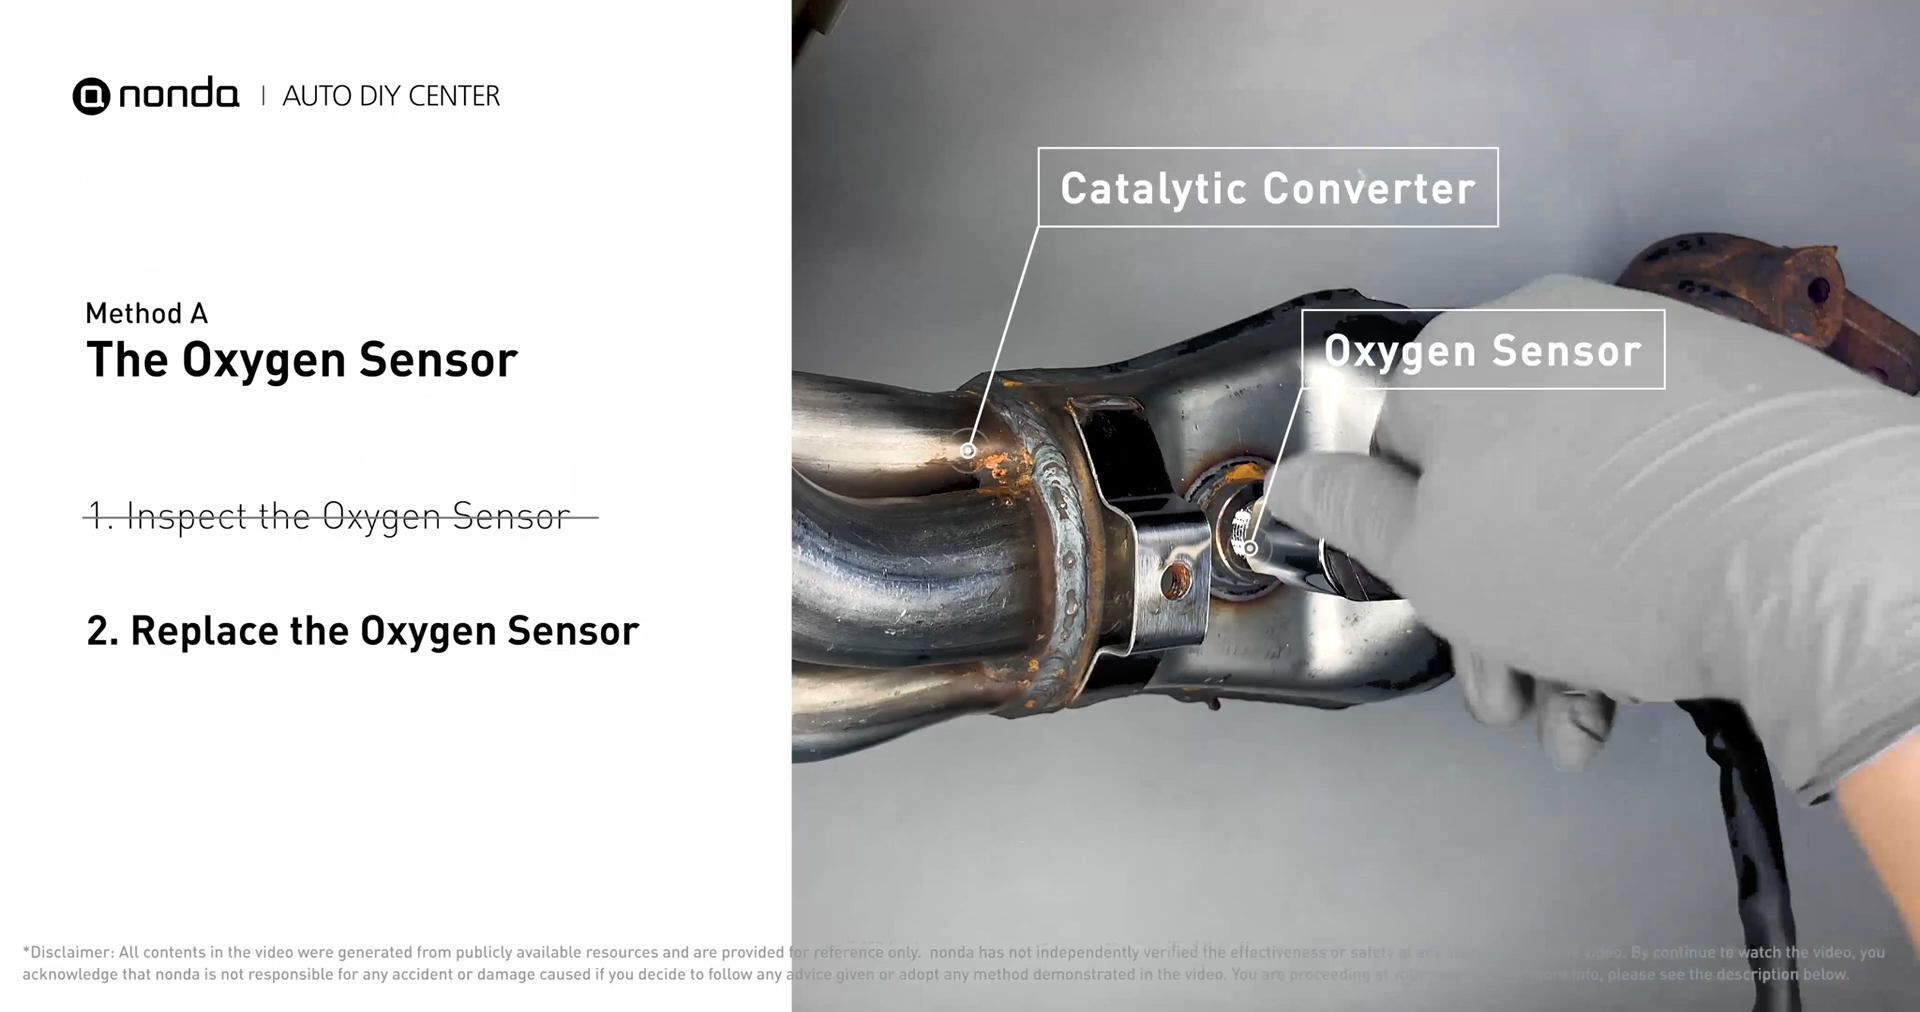 nonda | AUTO DIY CENTER
Catalytic Converter
Method A
The Oxygen Sensor
Oxygen Sensor
1. Inspect the Oxygen Sensor
2. Replace the Oxygen Sensor
*Disclaimer: All contents in the video were generated from publicly available resources and are provided for reference only. nonda has not independently verified the effectiveness or safety of any video. By continue to watch the video, you
acknowledge that nonda is not responsible for any accident or damage caused if you decide to follow any advice given or adopt any method demonstrated in the video. You are proceeding at info, please see the description below.